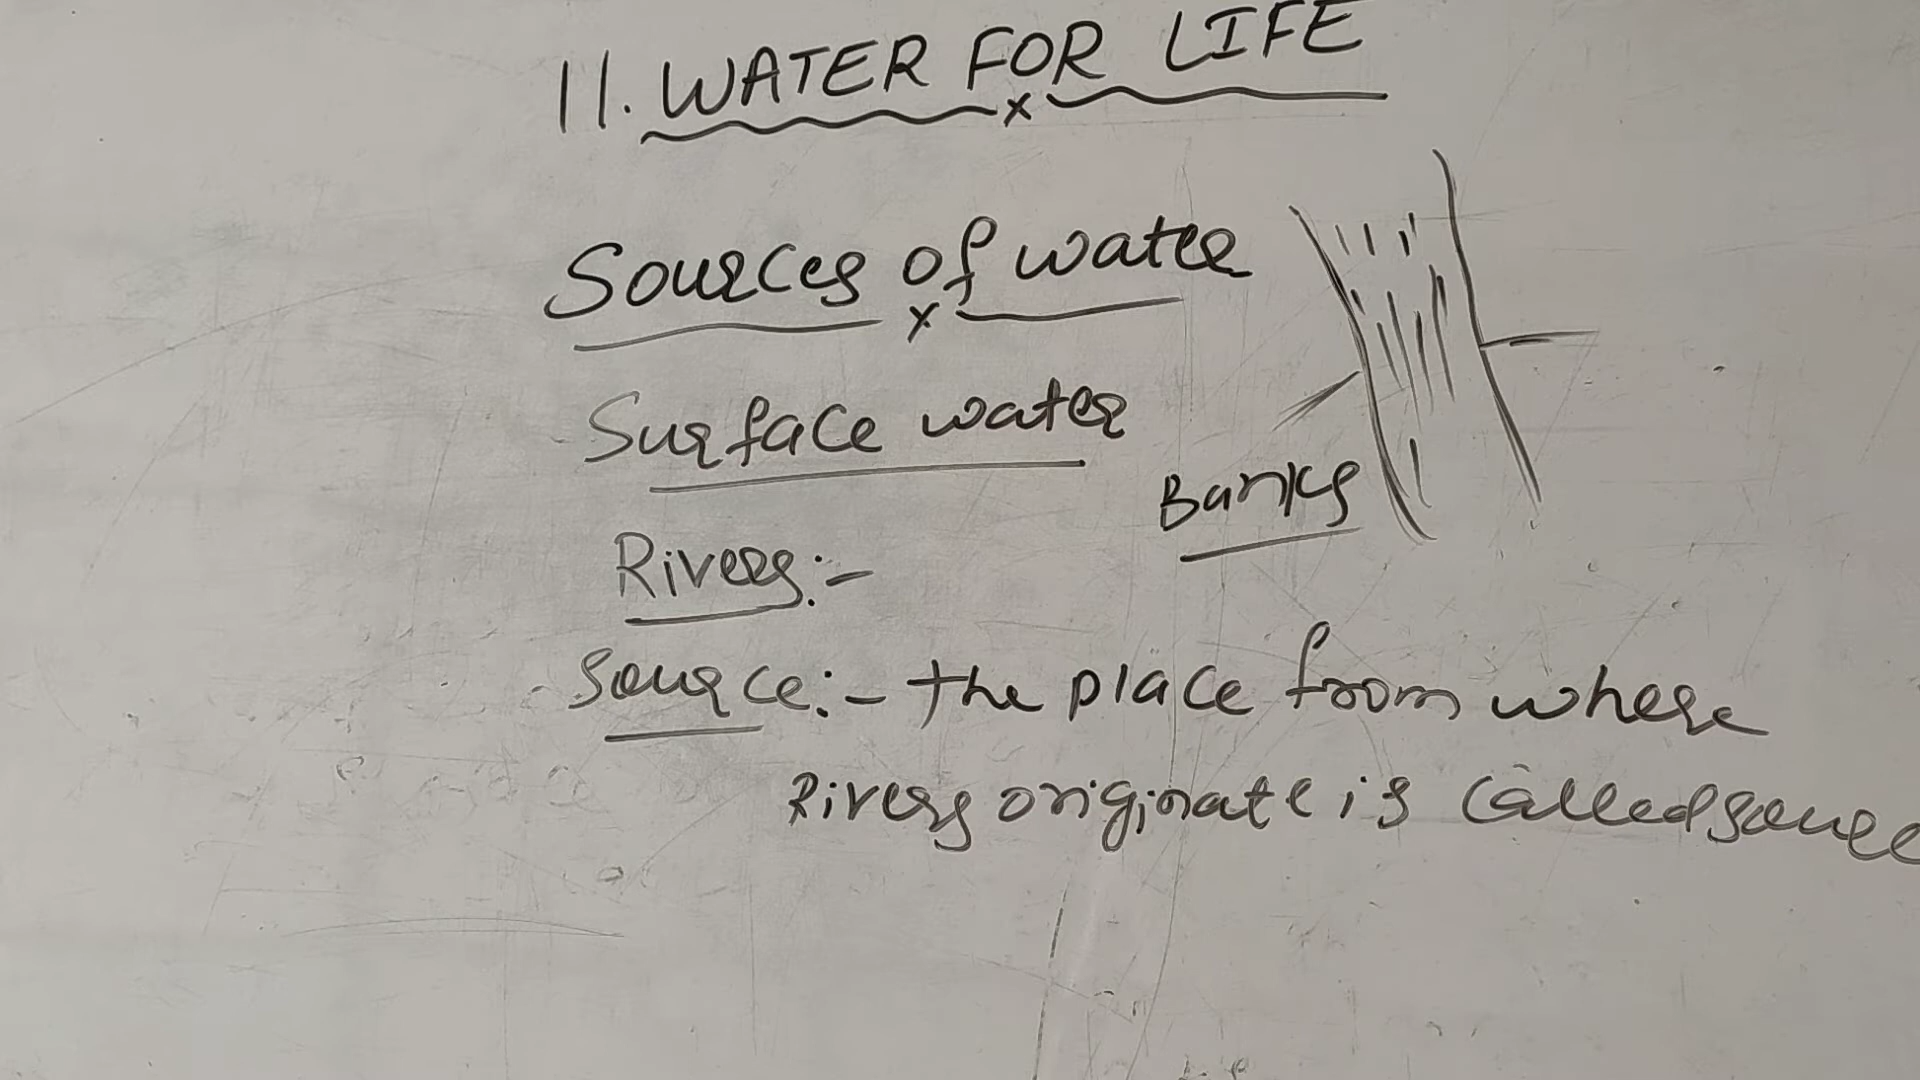 11. WATER FOR LIFE
Sources of water
Surface water
Banks
Rivers:-
Source:- the place from where
Rivers originate is called source